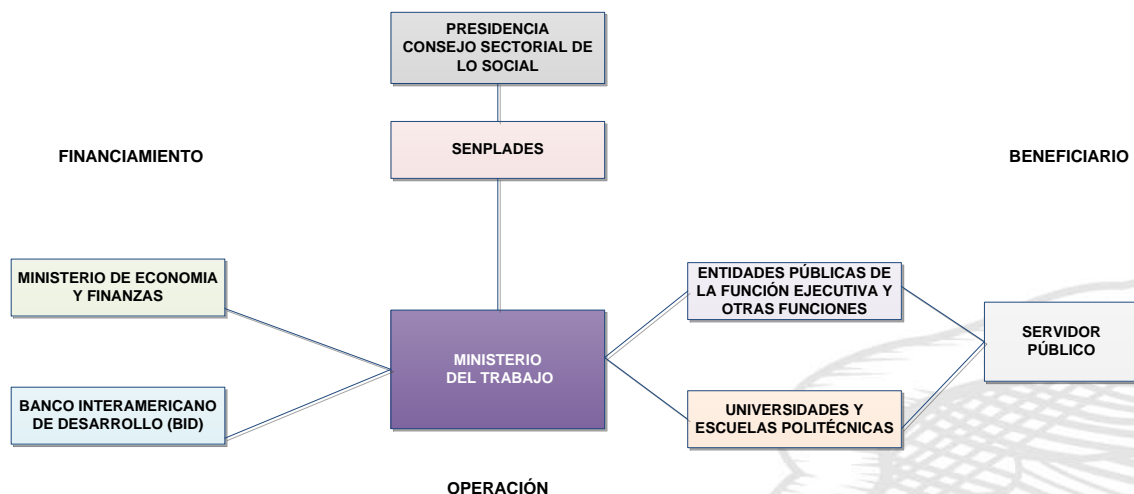 PRESIDENCIA
CONSEJO SECTORIAL DE
LO SOCIAL
SENPLADES
FINANCIAMIENTO
BENEFICIARIO
MINISTERIO DE ECONOMIA
Y FINANZAS
ENTIDADES PÚBLICAS DE
LA FUNCIÓN EJECUTIVA Y
OTRAS FUNCIONES
SERVIDOR
PÚBLICO
MINISTERIO
DEL TRABAJO
BANCO INTERAMERICANO
DE DESARROLLO (BID)
UNIVERSIDADES Y
ESCUELAS POLITÉCNICAS
OPERACIÓN